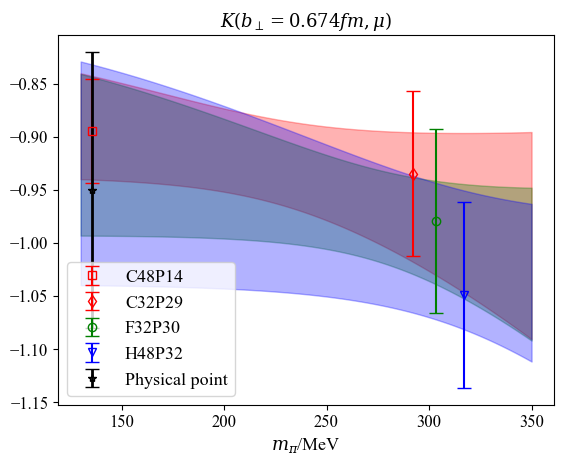 K(b⊥ = 0.674fm, μ)
−0.85
−0.90
−0.95
−1.00
−1.05
−1.10
−1.15
C48P14
C32P29
F32P30
H48P32
Physical point
150 200 250 300 350
mπ/MeV